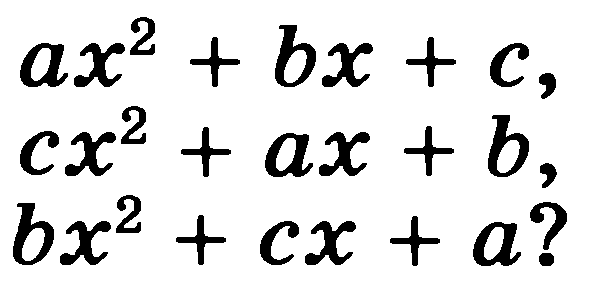 ax² + bx + c,
cx² + ax + b,
bx² + cx + a?